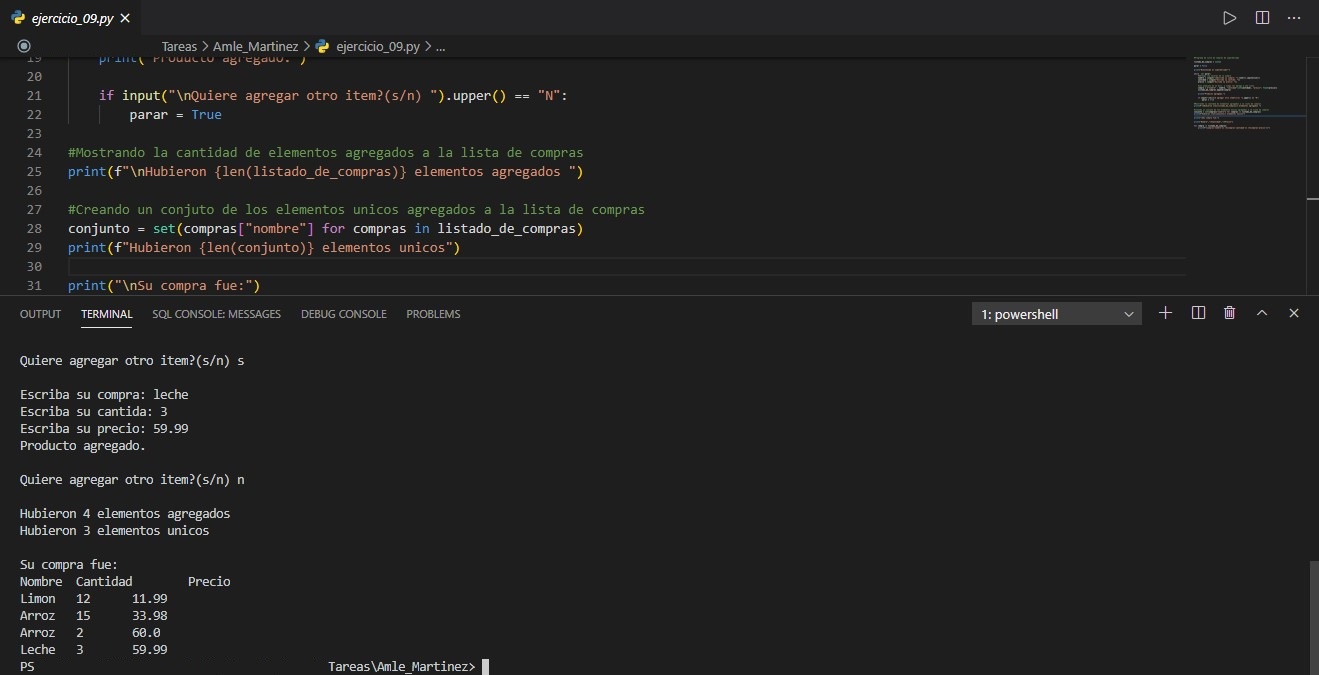 ejercicio_09.py
Tareas > Amle_Martinez > ejercicio_09.py > ...
19 print("Producto agregado.")
20
21 if input("\nQuiere agregar otro item?(s/n) ").upper() == "N":
22 parar = True
23
24 #Mostrando la cantidad de elementos agregados a la lista de compras
25 print(f"\nHubieron {len(listado_de_compras)} elementos agregados ")
26
27 #Creando un conjuto de los elementos unicos agregados a la lista de compras
28 conjunto = set(compras["nombre"] for compras in listado_de_compras)
29 print(f"Hubieron {len(conjunto)} elementos unicos")
30
31 print("\nSu compra fue:")
OUTPUT TERMINAL SQL CONSOLE: MESSAGES DEBUG CONSOLE PROBLEMS 1: powershell
Quiere agregar otro item?(s/n) s
Escriba su compra: leche
Escriba su cantida: 3
Escriba su precio: 59.99
Producto agregado.
Quiere agregar otro item?(s/n) n
Hubieron 4 elementos agregados
Hubieron 3 elementos unicos
Su compra fue:
Nombre Cantidad Precio
Limon 12 11.99
Arroz 15 33.98
Arroz 2 60.0
Leche 3 59.99
PS Tareas\Amle_Martinez>